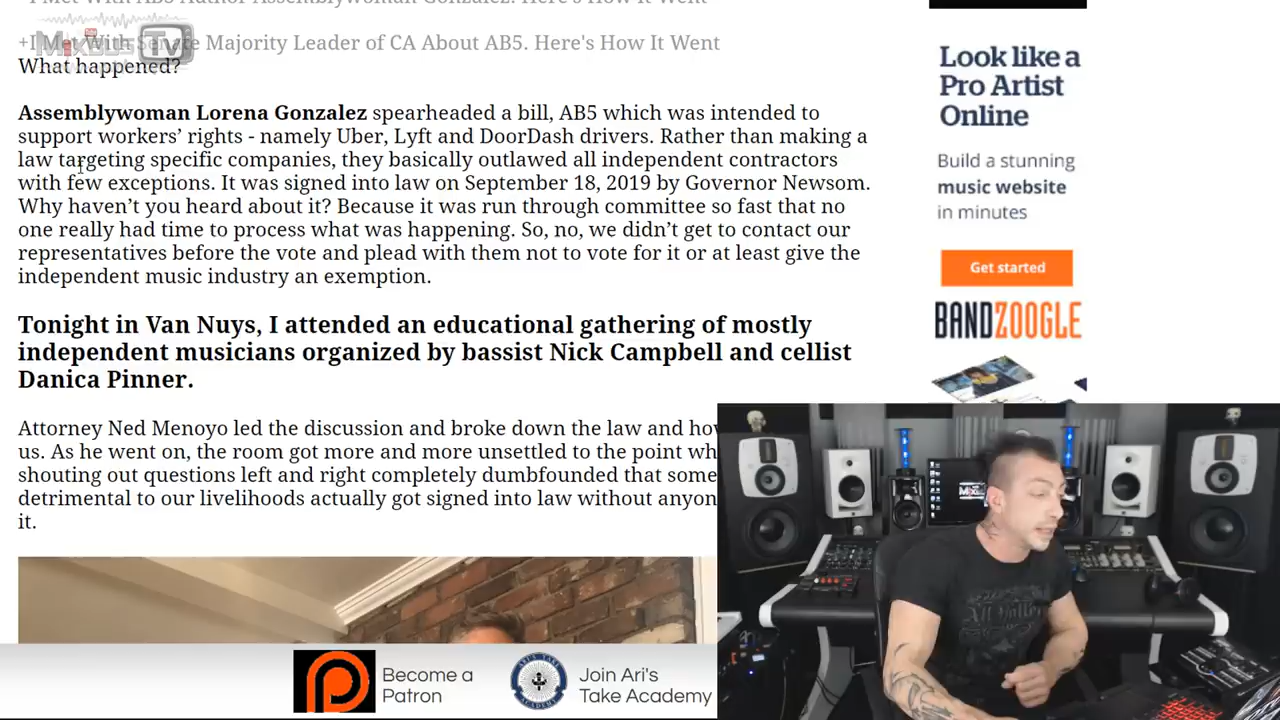 +I Met With AB5 Author Assemblywoman Gonzalez. Here's How It Went
+I Met With Senate Majority Leader of CA About AB5. Here's How It Went
MixbusTv
What happened?
Assemblywoman Lorena Gonzalez spearheaded a bill, AB5 which was intended to
support workers’ rights - namely Uber, Lyft and DoorDash drivers. Rather than making a
law targeting specific companies, they basically outlawed all independent contractors
with few exceptions. It was signed into law on September 18, 2019 by Governor Newsom.
Why haven’t you heard about it? Because it was run through committee so fast that no
one really had time to process what was happening. So, no, we didn’t get to contact our
representatives before the vote and plead with them not to vote for it or at least give the
independent music industry an exemption.
Tonight in Van Nuys, I attended an educational gathering of mostly
independent musicians organized by bassist Nick Campbell and cellist
Danica Pinner.
Attorney Ned Menoyo led the discussion and broke down the law and
us. As he went on, the room got more and more unsettled to the point
shouting out questions left and right completely dumbfounded that some
detrimental to our livelihoods actually got signed into law without
it.
Look like a
Pro Artist
Online
Build a stunning
music website
in minutes
Get started
BANDZOOGLE
Become a
Patron
Join Ari's
Take Academy